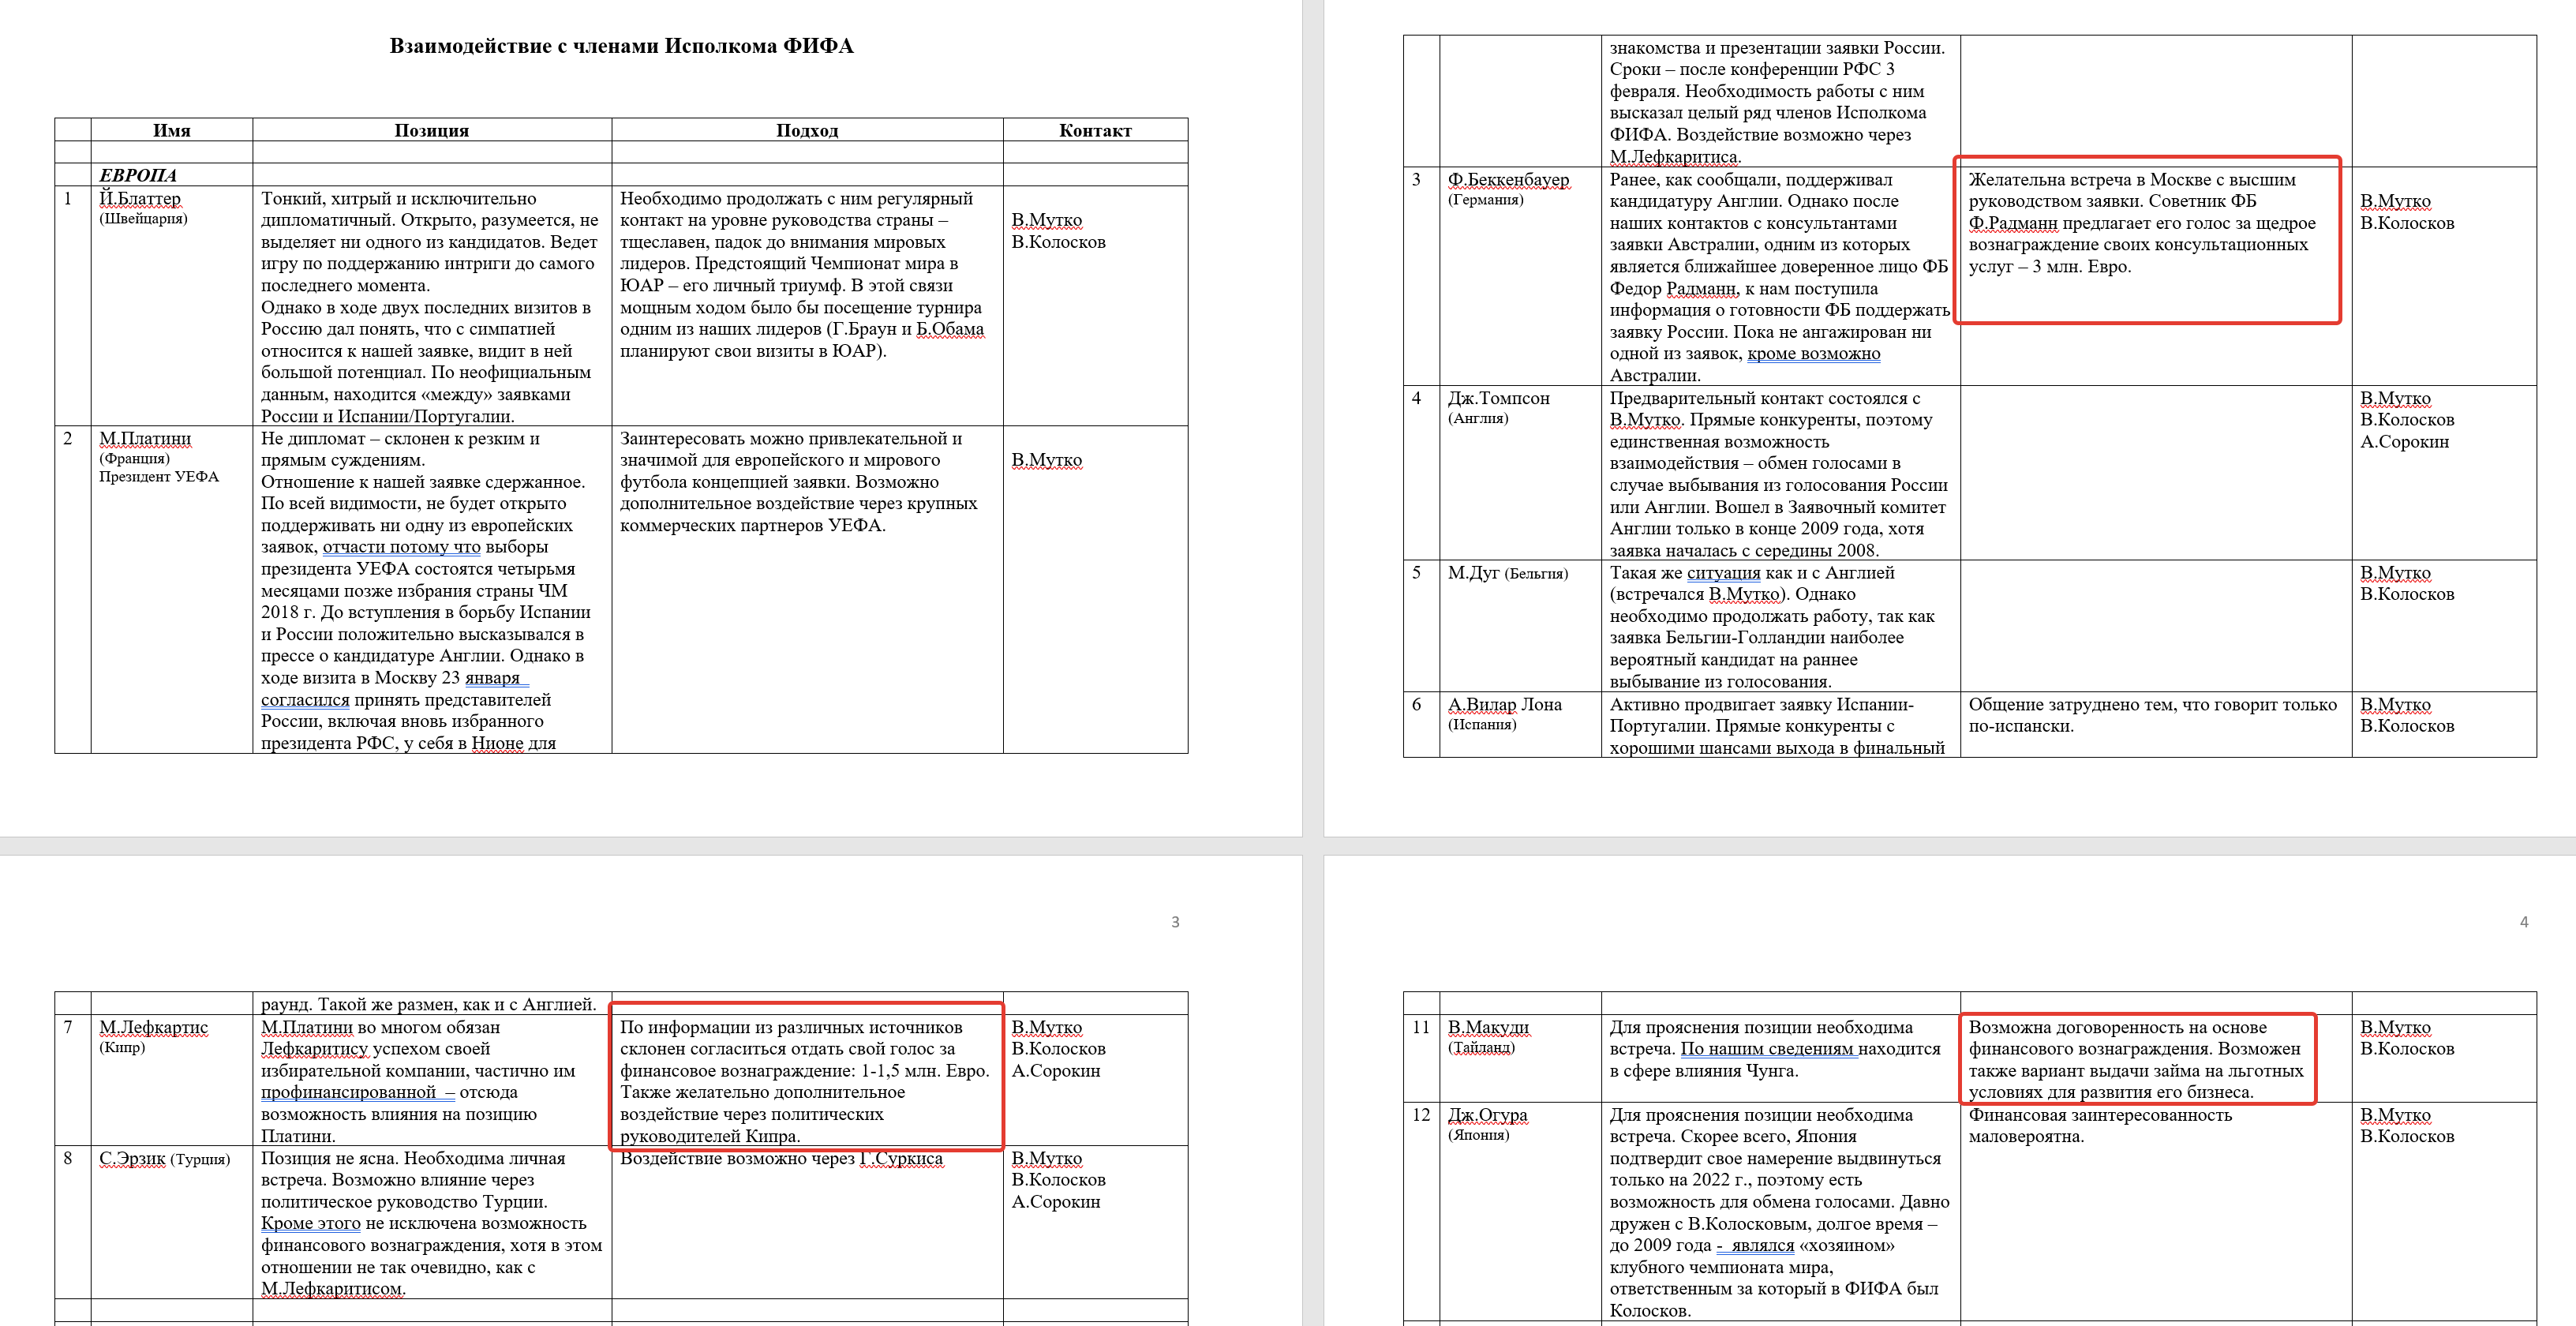 Взаимодействие с членами Исполкома ФИФА
Имя
Позиция
Подход
Контакт
ЕВРОПА
1
Й.Блаттер
(Швейцария)
Тонкий, хитрый и исключительно
дипломатичный. Открыто, разумеется, не
выделяет ни одного из кандидатов. Ведет
игру по поддержанию интриги до самого
последнего момента.
Однако в ходе двух последних визитов в
Россию дал понять, что с симпатией
относится к нашей заявке, видит в ней
большой потенциал. По неофициальным
данным, находится «между» заявками
России и Испании/Португалии.
Необходимо продолжать с ним регулярный
контакт на уровне руководства страны –
тщеславен, падок до внимания мировых
лидеров. Предстоящий Чемпионат мира в
ЮАР – его личный триумф. В этой связи
мощным ходом было бы посещение турнира
одним из наших лидеров (Г.Браун и Б.Обама
планируют свои визиты в ЮАР).
В.Мутко
В.Колосков
2
М.Платини
(Франция)
Президент УЕФА
Не дипломат – склонен к резким и
прямым суждениям.
Отношение к нашей заявке сдержанное.
По всей видимости, не будет открыто
поддерживать ни одну из европейских
заявок, отчасти потому что выборы
президента УЕФА состоятся четырьмя
месяцами позже избрания страны ЧМ
2018 г. До вступления в борьбу Испании
и России положительно высказывался в
прессе о кандидатуре Англии. Однако в
ходе визита в Москву 23 января
согласился принять представителей
России, включая вновь избранного
президента РФС, у себя в Нионе для
Заинтересовать можно привлекательной и
значимой для европейского и мирового
футбола концепцией заявки. Возможно
дополнительное воздействие через крупных
коммерческих партнеров УЕФА.
В.Мутко
знакомства и презентации заявки России.
Сроки – после конференции РФС 3
февраля. Необходимость работы с ним
высказал целый ряд членов Исполкома
ФИФА. Воздействие возможно через
М.Лефкаритиса.
3
Ф.Беккенбауер
(Германия)
Ранее, как сообщали, поддерживал
кандидатуру Англии. Однако после
наших контактов с консультантами
заявки Австралии, одним из которых
является ближайшее доверенное лицо ФБ
Федор Радманн, к нам поступила
информация о готовности ФБ поддержать
заявку России. Пока не ангажирован ни
одной из заявок, кроме возможно
Австралии.
Желательна встреча в Москве с высшим
руководством заявки. Советник ФБ
Ф.Радманн предлагает его голос за щедрое
вознаграждение своих консультационных
услуг – 3 млн. Евро.
В.Мутко
В.Колосков
4
Дж.Томпсон
(Англия)
Предварительный контакт состоялся с
В.Мутко. Прямые конкуренты, поэтому
единственная возможность
взаимодействия – обмен голосами в
случае выбывания из голосования России
или Англии. Вошел в Заявочный комитет
Англии только в конце 2009 года, хотя
заявка началась с середины 2008.
В.Мутко
В.Колосков
А.Сорокин
5
М.Дуг (Бельгия)
Такая же ситуация как и с Англией
(встречался В.Мутко). Однако
необходимо продолжать работу, так как
заявка Бельгии-Голландии наиболее
вероятный кандидат на раннее
выбывание из голосования.
В.Мутко
В.Колосков
6
А.Вилар Лона
(Испания)
Активно продвигает заявку Испании-
Португалии. Прямые конкуренты с
хорошими шансами выхода в финальный
Общение затруднено тем, что говорит только
по-испански.
В.Мутко
В.Колосков
3
раунд. Такой же размен, как и с Англией.
7
М.Лефкартис
(Кипр)
М.Платини во многом обязан
Лефкаритису успехом своей
избирательной компании, частично им
профинансированной – отсюда
возможность влияния на позицию
Платини.
По информации из различных источников
склонен согласиться отдать свой голос за
финансовое вознаграждение: 1-1,5 млн. Евро.
Также желательно дополнительное
воздействие через политических
руководителей Кипра.
В.Мутко
В.Колосков
А.Сорокин
8
С.Эрзик (Турция)
Позиция не ясна. Необходима личная
встреча. Возможно влияние через
политическое руководство Турции.
Кроме этого не исключена возможность
финансового вознаграждения, хотя в этом
отношении не так очевидно, как с
М.Лефкаритисом.
Воздействие возможно через Г.Суркиса
В.Мутко
В.Колосков
А.Сорокин
4
11
В.Макуди
(Тайланд)
Для прояснения позиции необходима
встреча. По нашим сведениям находится
в сфере влияния Чунга.
Возможна договоренность на основе
финансового вознаграждения. Возможен
также вариант выдачи займа на льготных
условиях для развития его бизнеса.
В.Мутко
В.Колосков
12
Дж.Огура
(Япония)
Для прояснения позиции необходима
встреча. Скорее всего, Япония
подтвердит свое намерение выдвинуться
только на 2022 г., поэтому есть
возможность для обмена голосами. Давно
дружен с В.Колосковым, долгое время –
до 2009 года - являлся «хозяином»
клубного чемпионата мира,
ответственным за который в ФИФА был
Колосков.
Финансовая заинтересованность
маловероятна.
В.Мутко
В.Колосков